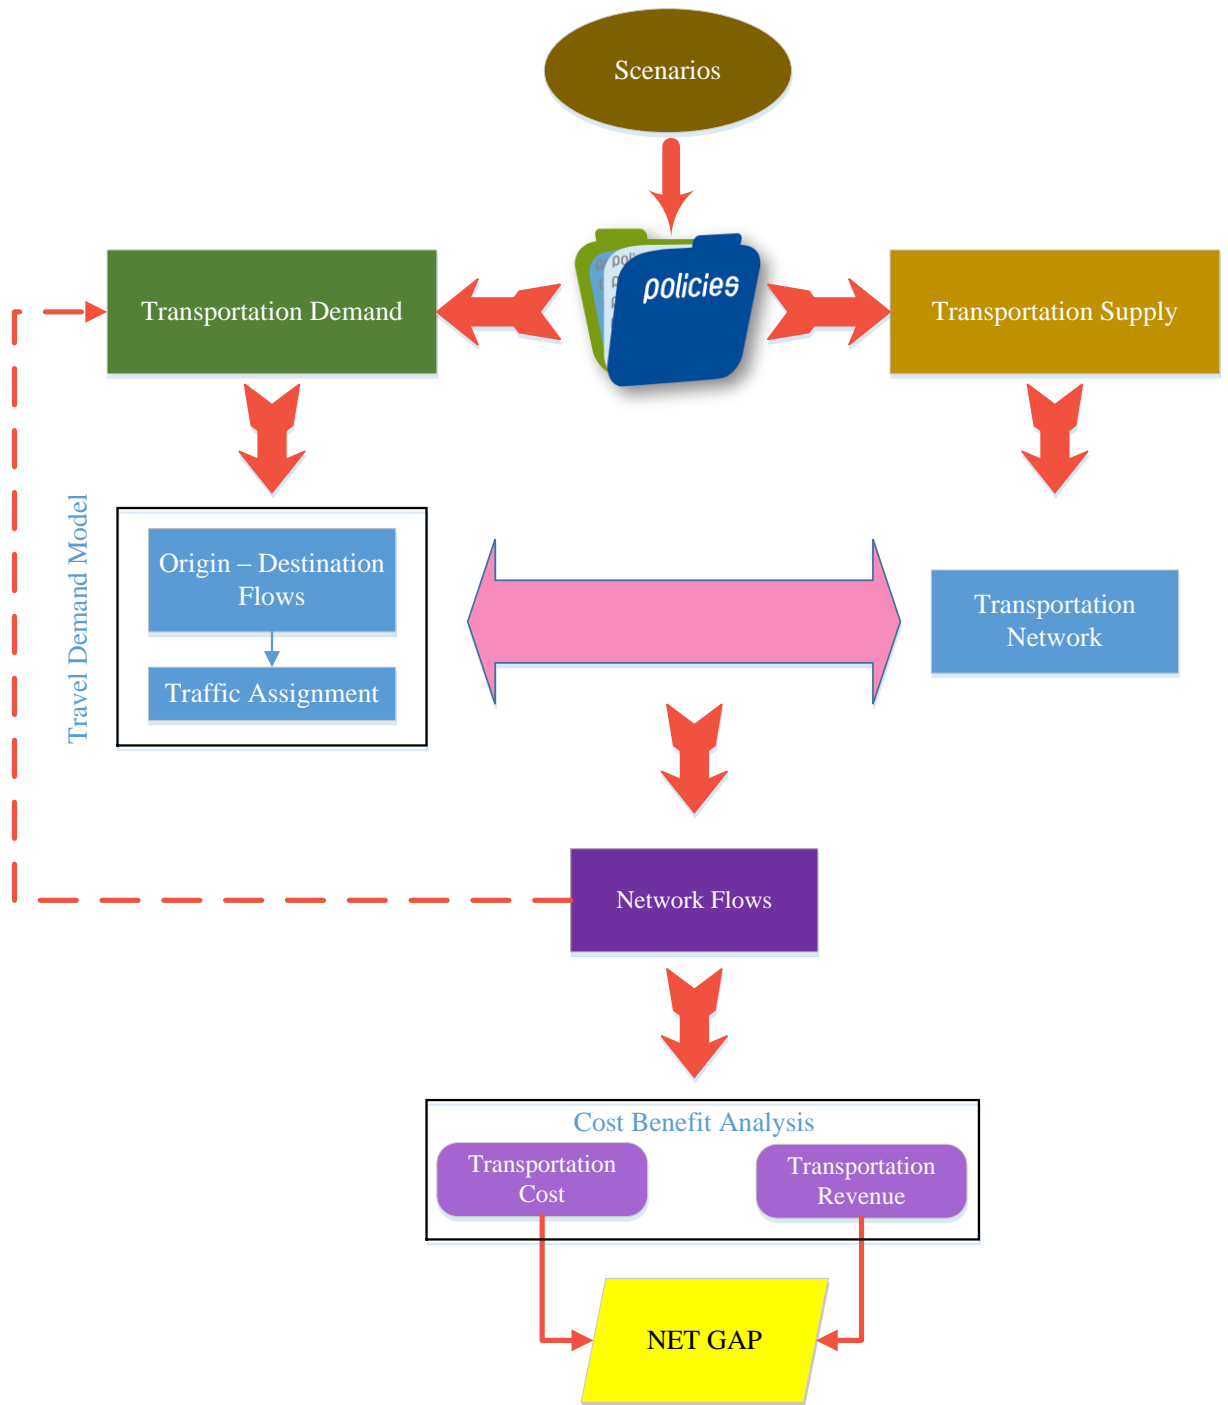 Scenarios
policies
Transportation Demand
Transportation Supply
Travel Demand Model
Origin – Destination
Flows
Traffic Assignment
Transportation
Network
Network Flows
Cost Benefit Analysis
Transportation
Cost
Transportation
Revenue
NET GAP